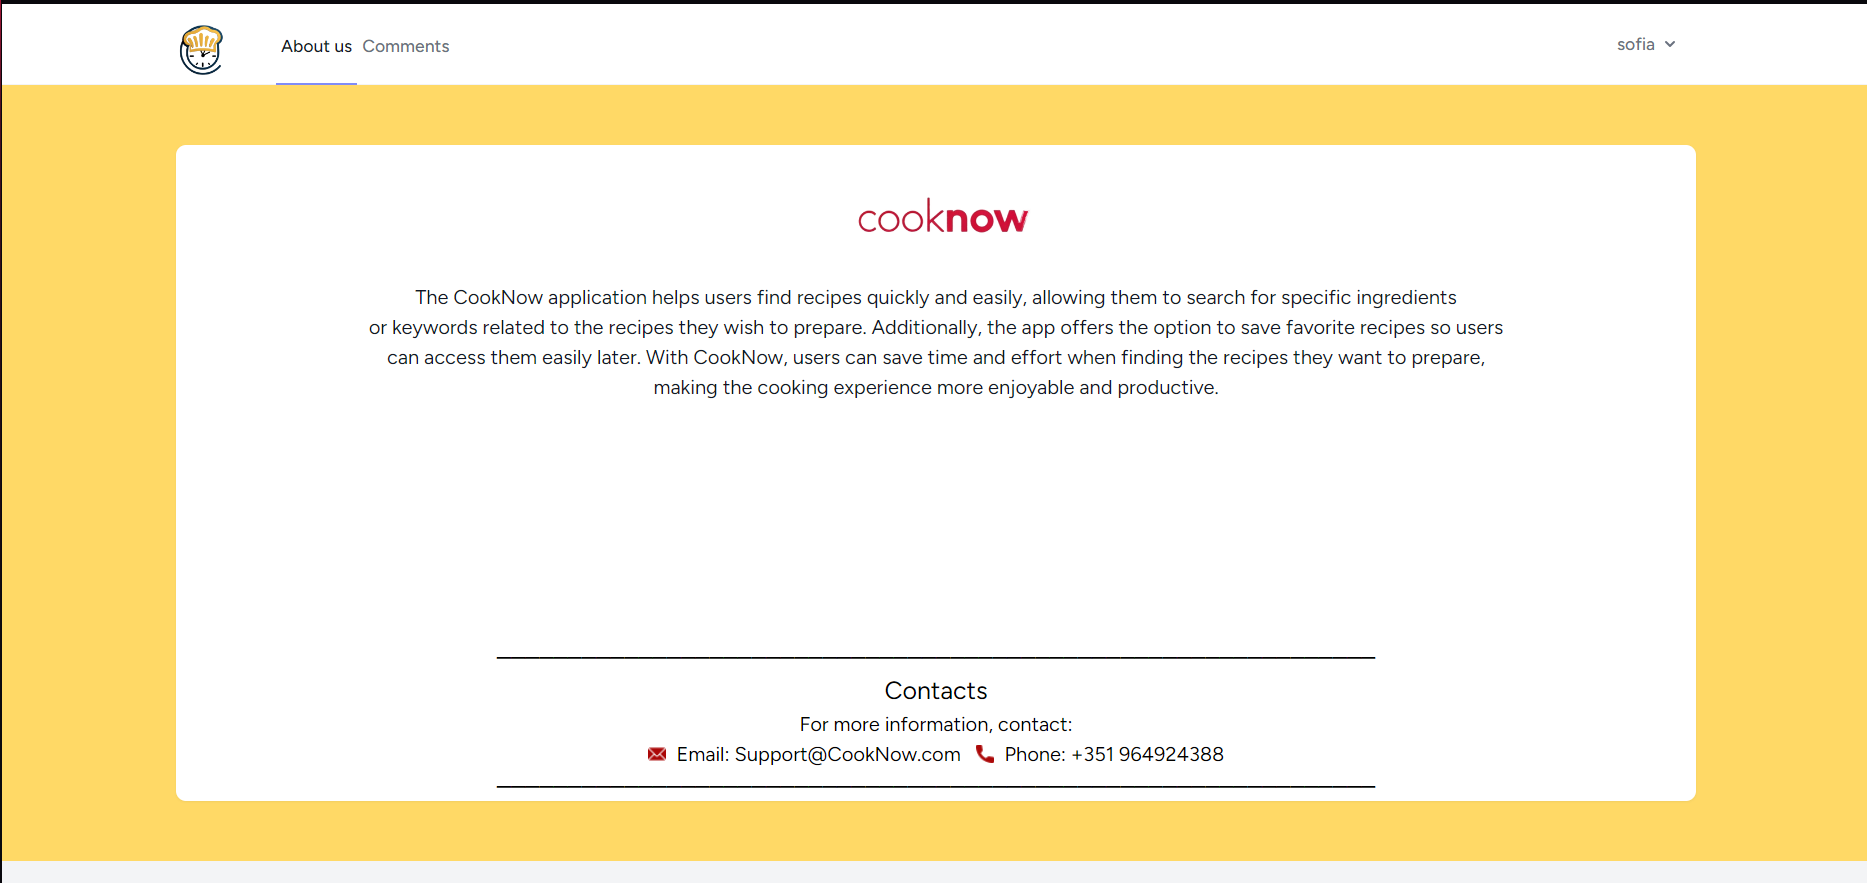 About us Comments sofia
cooknow
The CookNow application helps users find recipes quickly and easily, allowing them to search for specific ingredients
or keywords related to the recipes they wish to prepare. Additionally, the app offers the option to save favorite recipes so users
can access them easily later. With CookNow, users can save time and effort when finding the recipes they want to prepare,
making the cooking experience more enjoyable and productive.
Contacts
For more information, contact:
Email: Support@CookNow.com Phone: +351 964924388